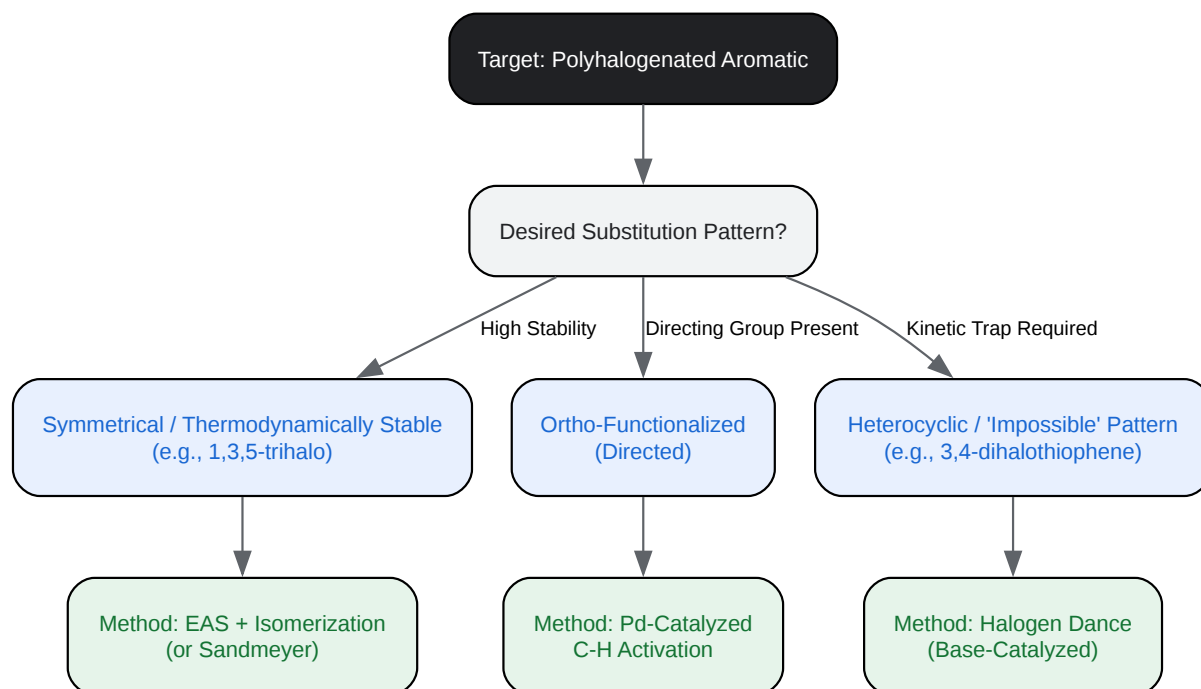 Target: Polyhalogenated Aromatic
Desired Substitution Pattern?
High Stability
Directing Group Present
Kinetic Trap Required
Symmetrical / Thermodynamically Stable
(e.g., 1,3,5-trihalo)
Ortho-Functionalized
(Directed)
Heterocyclic / 'Impossible' Pattern
(e.g., 3,4-dihalothiophene)
Method: EAS + Isomerization
(or Sandmeyer)
Method: Pd-Catalyzed
C-H Activation
Method: Halogen Dance
(Base-Catalyzed)